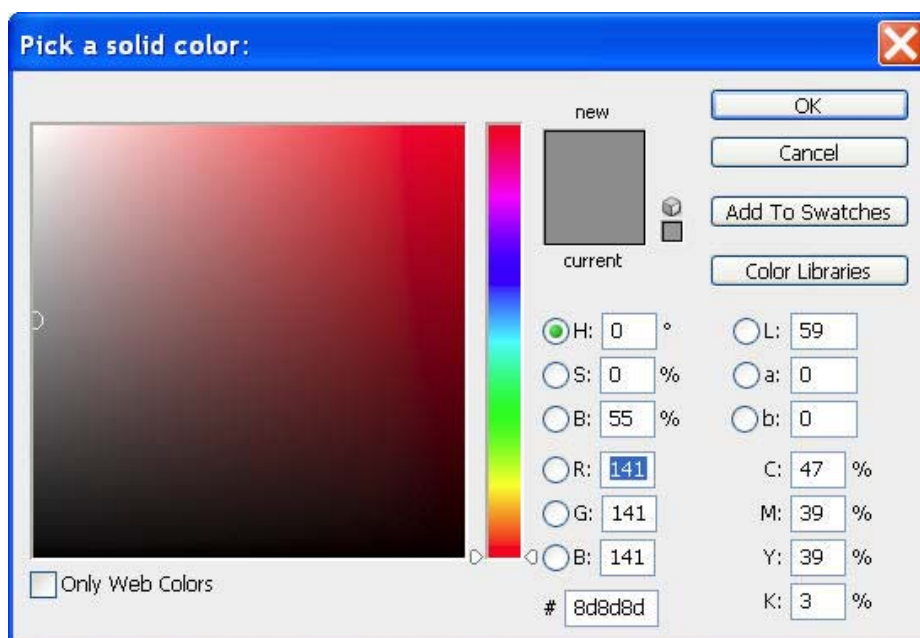 Pick a solid color:
new
current
OK
Cancel
Add To Swatches
Color Libraries
H: 0 °
S: 0 %
B: 55 %
R: 141
G: 141
B: 141
# 8d8d8d
L: 59
a: 0
b: 0
C: 47 %
M: 39 %
Y: 39 %
K: 3 %
Only Web Colors